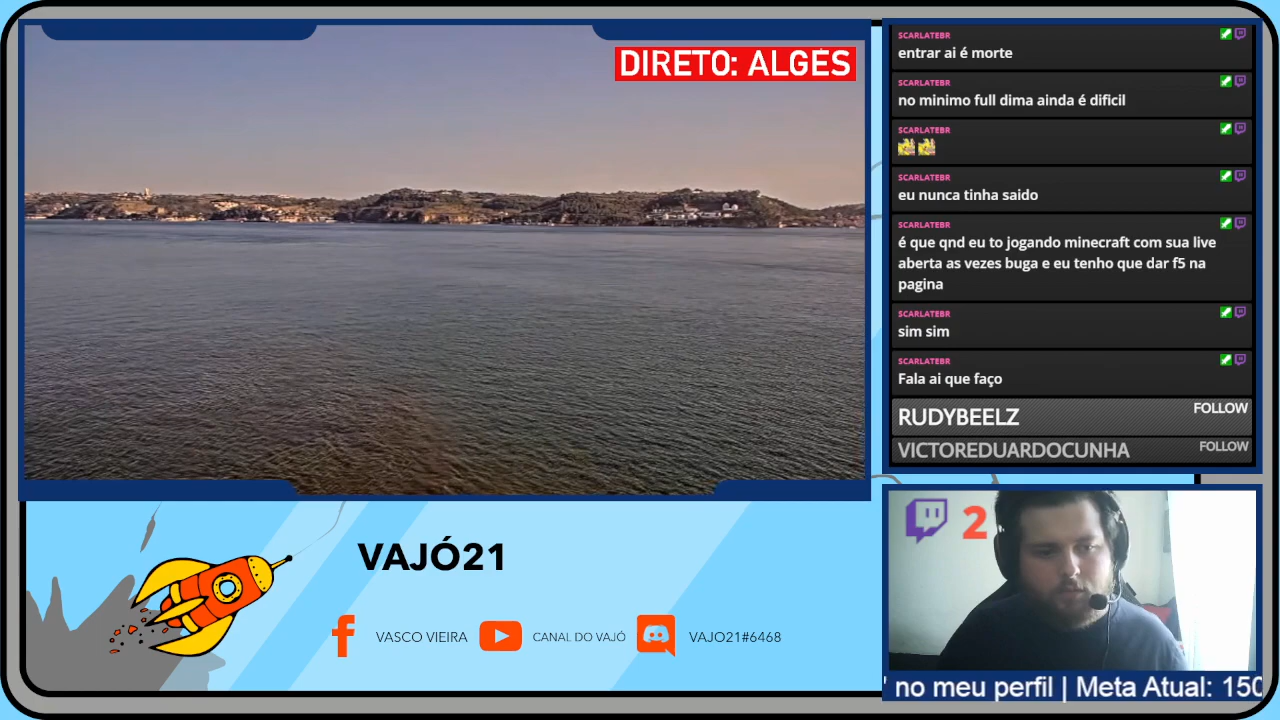 DIRETO: ALGÉS
SCARLATEBR
entrar ai é morte
SCARLATEBR
no minimo full dima ainda é dificil
SCARLATEBR
SCARLATEBR
eu nunca tinha saido
SCARLATEBR
é que qnd eu to jogando minecraft com sua live
aberta as vezes buga e eu tenho que dar f5 na
pagina
SCARLATEBR
sim sim
SCARLATEBR
Fala ai que faço
RUDYBEELZ FOLLOW
VICTOREDUARDOCUNHA FOLLOW
2
VAJÓ21
VASCO VIEIRA CANAL DO VAJÓ VAJO21#6468
' no meu perfil | Meta Atual: 150